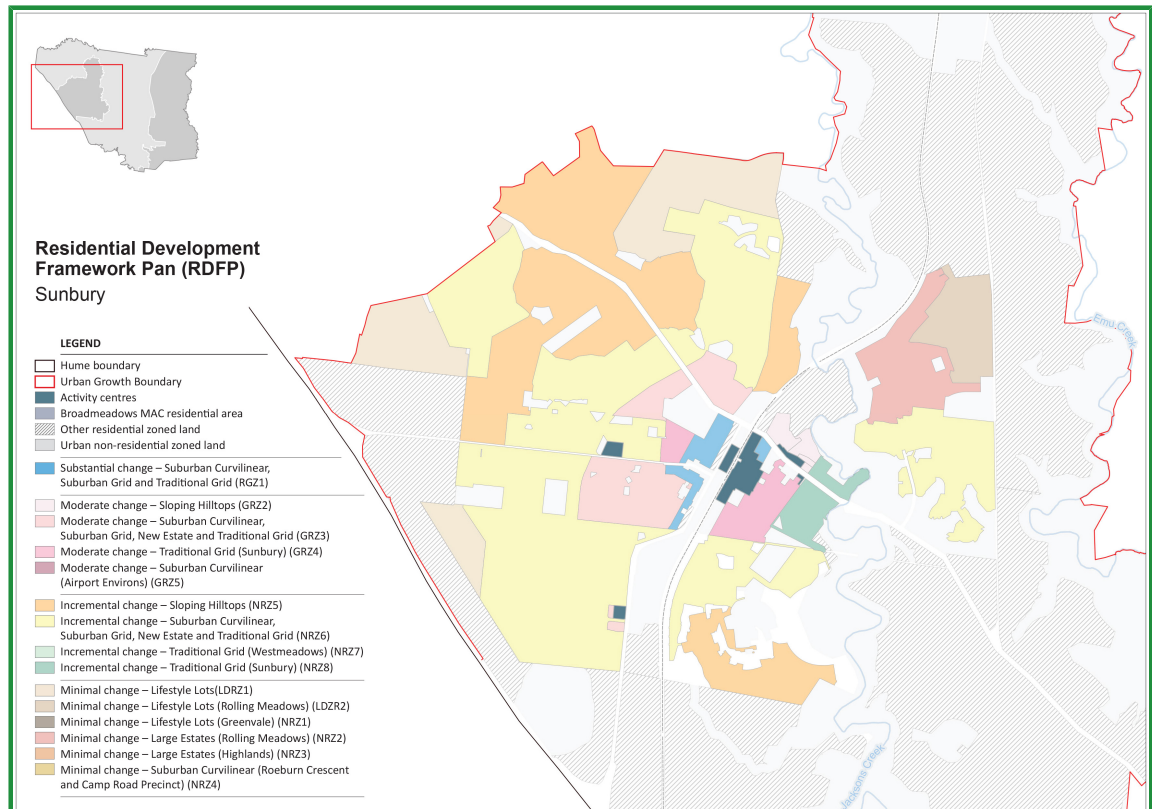 Residential Development
Framework Pan (RDFP)
Sunbury
LEGEND
Hume boundary
Urban Growth Boundary
Activity centres
Broadmeadows MAC residential area
Other residential zoned land
Urban non-residential zoned land
Substantial change – Suburban Curvilinear,
Suburban Grid and Traditional Grid (RGZ1)
Moderate change – Sloping Hilltops (GRZ2)
Moderate change – Suburban Curvilinear,
Suburban Grid, New Estate and Traditional Grid (GRZ3)
Moderate change – Traditional Grid (Sunbury) (GRZ4)
Moderate change – Suburban Curvilinear
(Airport Environs) (GRZ5)
Incremental change – Sloping Hilltops (NRZ5)
Incremental change – Suburban Curvilinear,
Suburban Grid, New Estate and Traditional Grid (NRZ6)
Incremental change – Traditional Grid (Westmeadows) (NRZ7)
Incremental change – Traditional Grid (Sunbury) (NRZ8)
Minimal change – Lifestyle Lots(LDRZ1)
Minimal change – Lifestyle Lots (Rolling Meadows) (LDZR2)
Minimal change – Lifestyle Lots (Greenvale) (NRZ1)
Minimal change – Large Estates (Rolling Meadows) (NRZ2)
Minimal change – Large Estates (Highlands) (NRZ3)
Minimal change – Suburban Curvilinear (Roeburn Crescent
and Camp Road Precinct) (NRZ4)
Emu Creek
Jacksons Creek